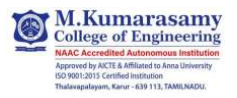 M.Kumarasamy
College of Engineering
NAAC Accredited Autonomous Institution
Approved by AICTE & Affiliated to Anna University
ISO 9001:2015 Certified Institution
Thalavapalayam, Karur - 639 113, TAMILNADU.